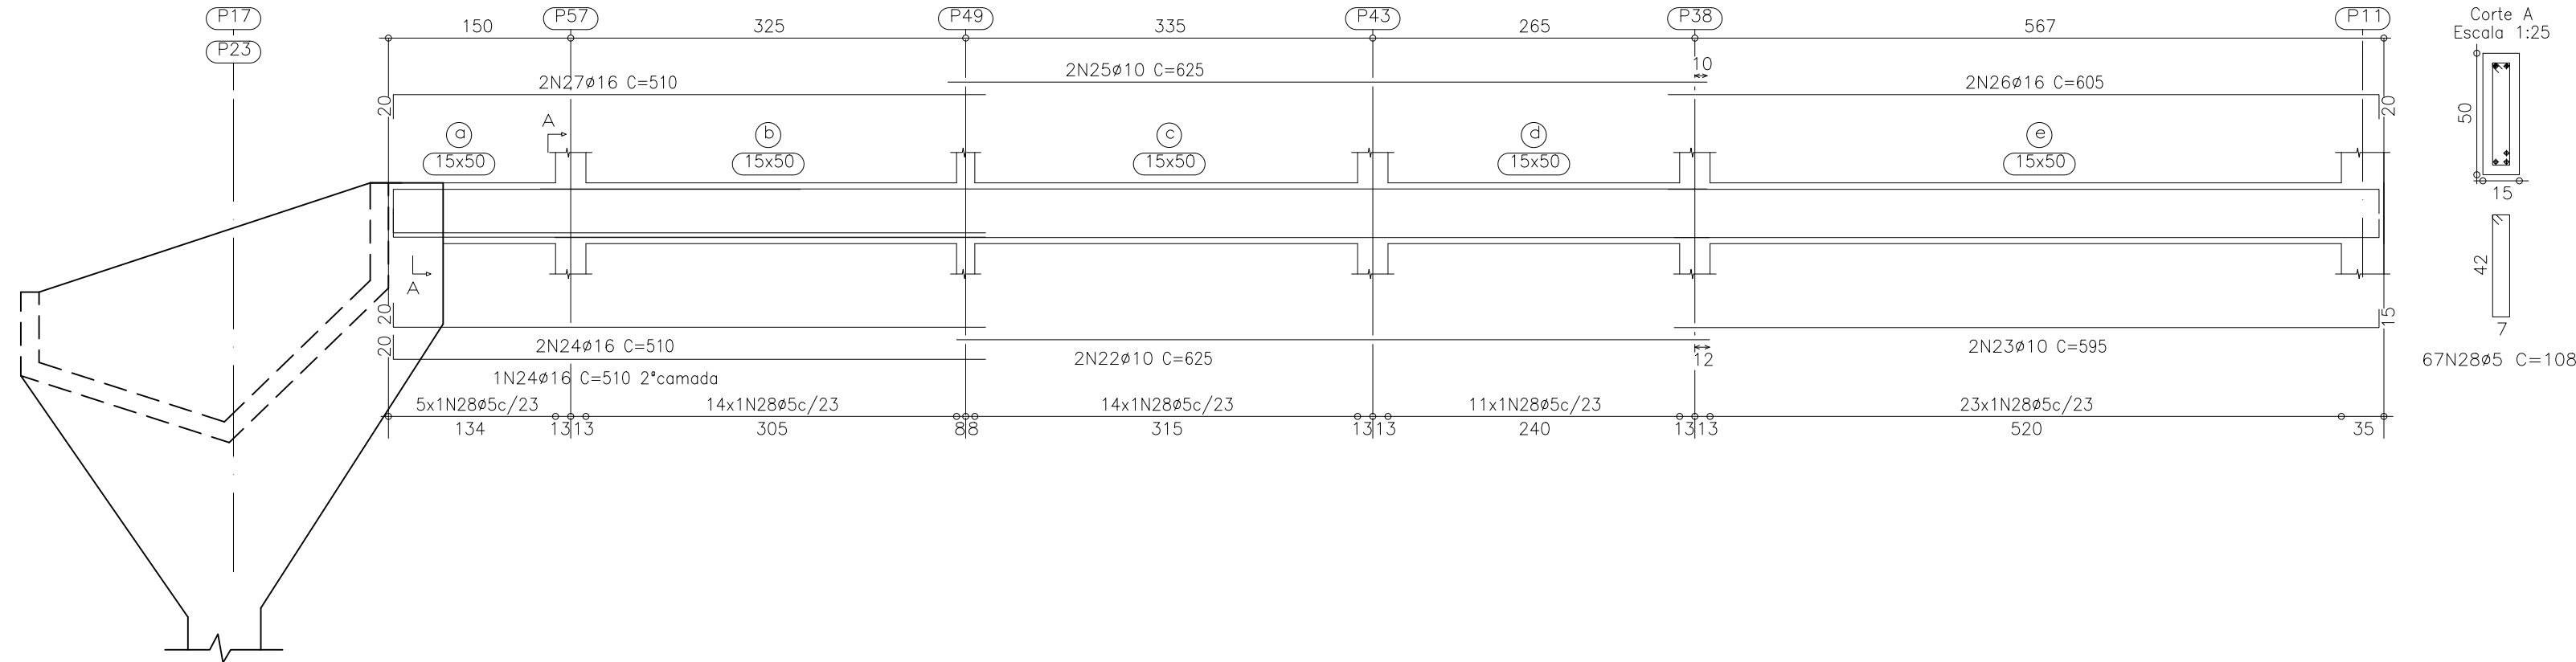 P17
P23
P57
P49
P43
P38
P11
150
325
335
265
567
2N27ø16 C=510
2N25ø10 C=625
10
2N26ø16 C=605
20
20
a
15x50
A
b
15x50
c
15x50
d
15x50
e
15x50
A
20
20
2N24ø16 C=510
1N24ø16 C=510 2ªcamada
2N22ø10 C=625
12
2N23ø10 C=595
15
5x1N28ø5c/23
14x1N28ø5c/23
14x1N28ø5c/23
11x1N28ø5c/23
23x1N28ø5c/23
134
13
13
305
8
8
315
13
13
240
13
13
520
35
Corte A
Escala 1:25
50
15
42
7
67N28ø5 C=108